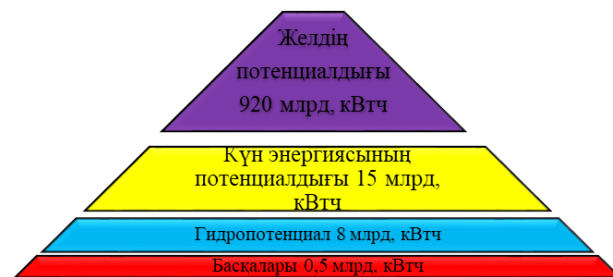 Желдің
потенциалдығы
920 млрд, кВтч
Күн энергиясының
потенциалдығы 15 млрд,
кВтч
Гидропотенциал 8 млрд, кВтч
Басқалары 0,5 млрд, кВтч